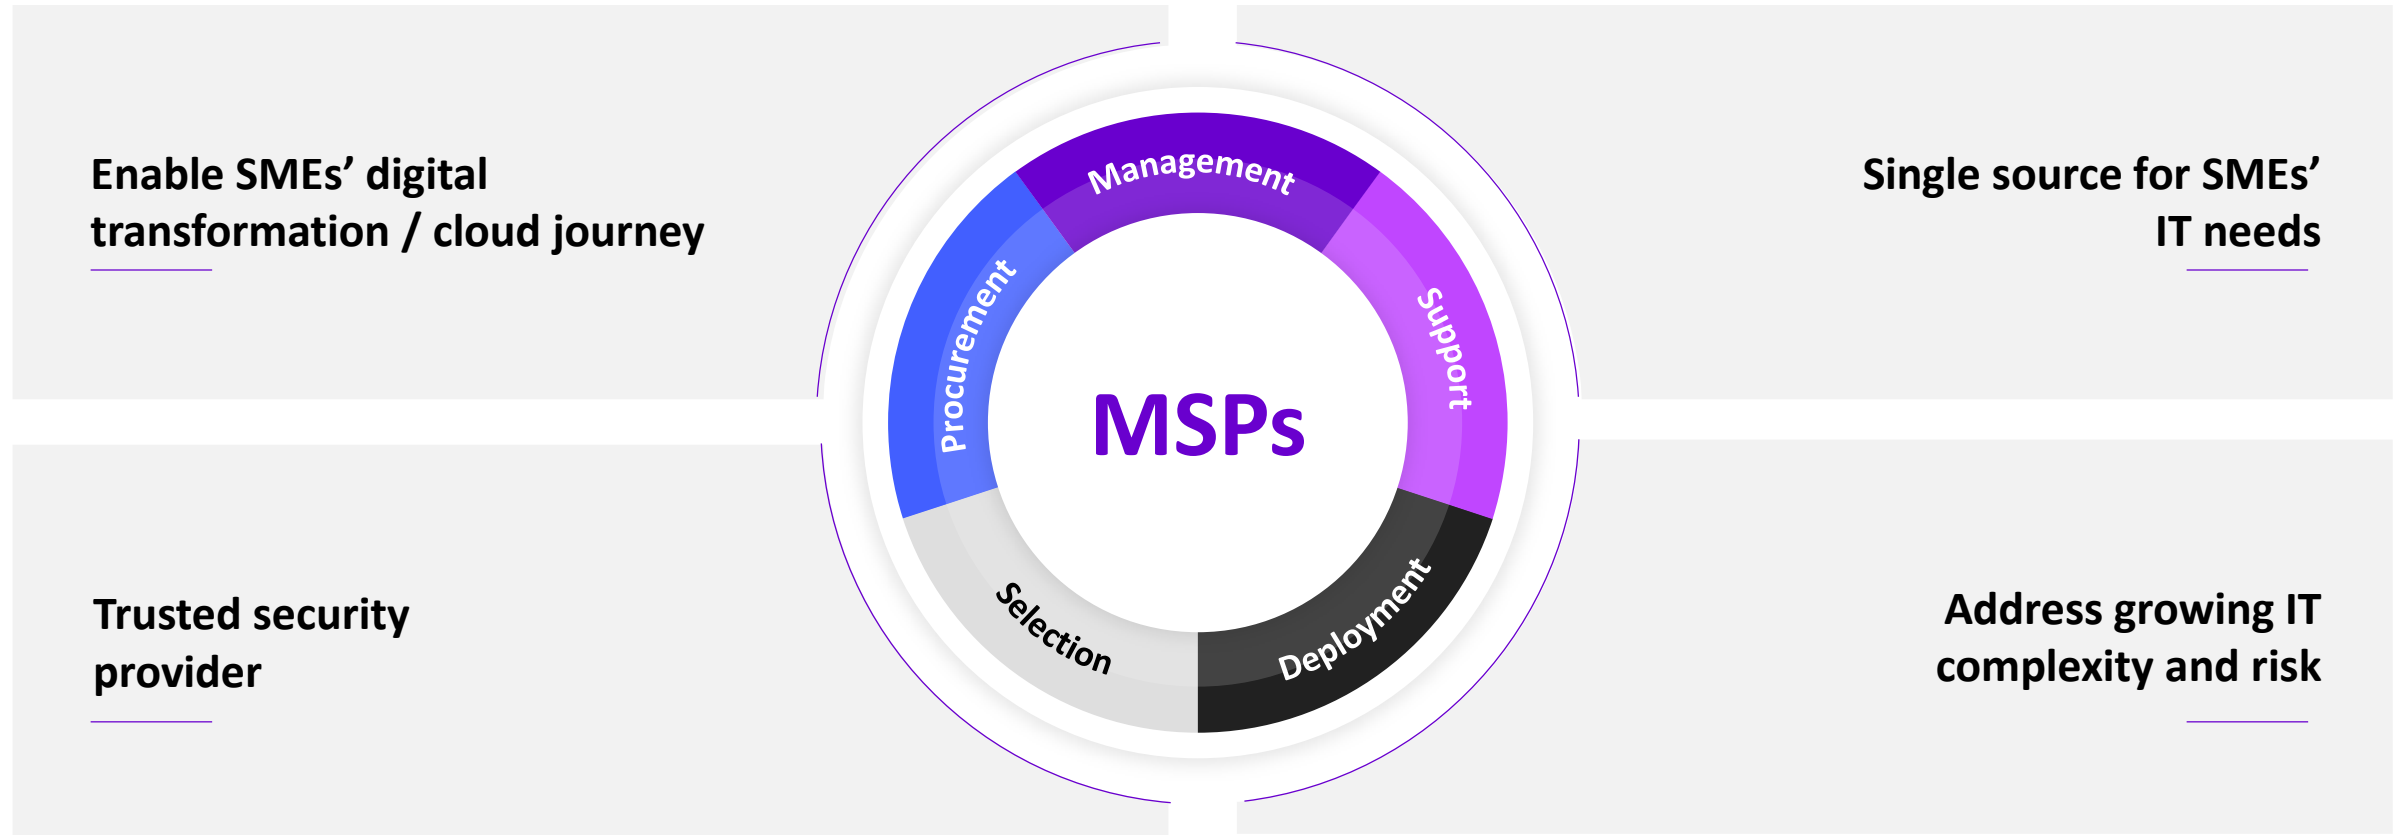 Enable SMEs’ digital
transformation / cloud journey
Single source for SMEs’
IT needs
Management
Procurement
Support
MSPs
Selection
Deployment
Trusted security
provider
Address growing IT
complexity and risk